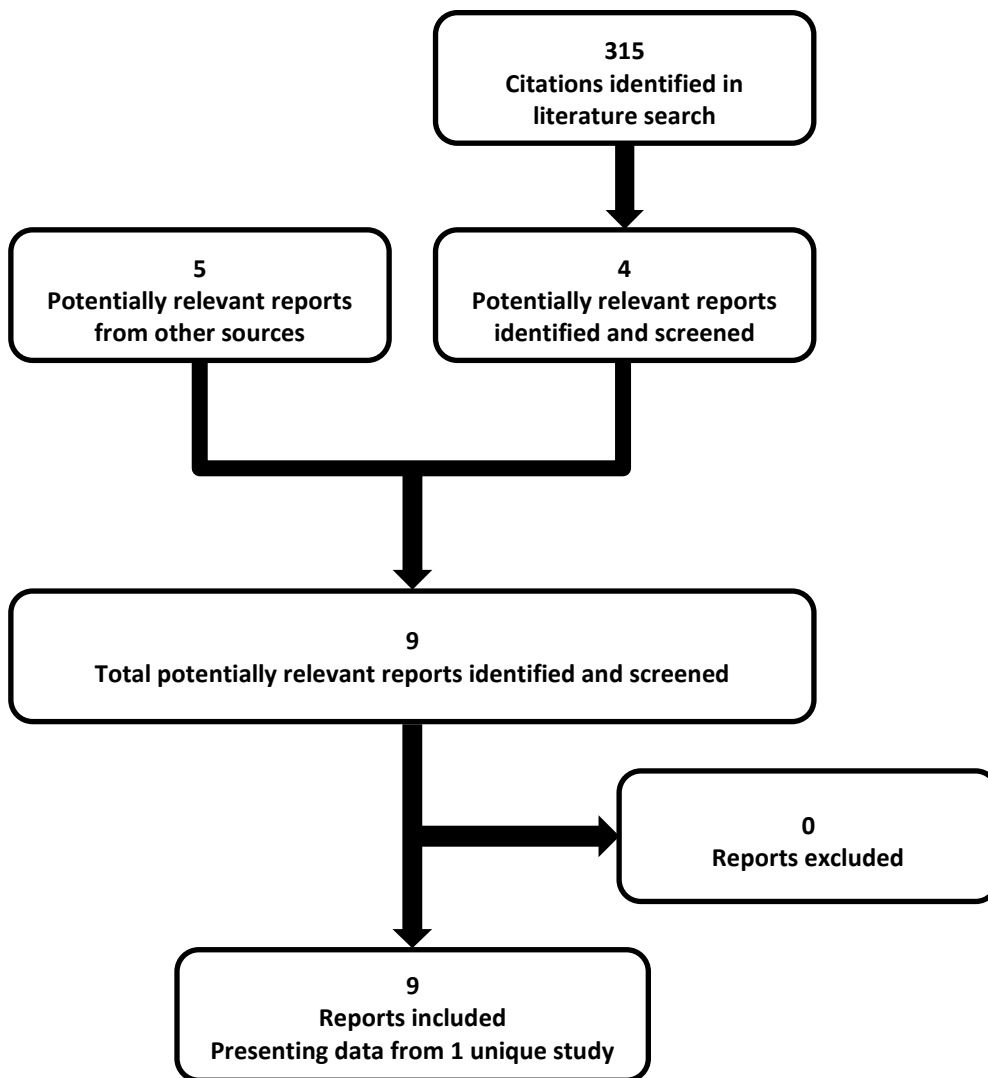 315
Citations identified in
literature search
5
Potentially relevant reports
from other sources
4
Potentially relevant reports
identified and screened
9
Total potentially relevant reports identified and screened
0
Reports excluded
9
Reports included
Presenting data from 1 unique study